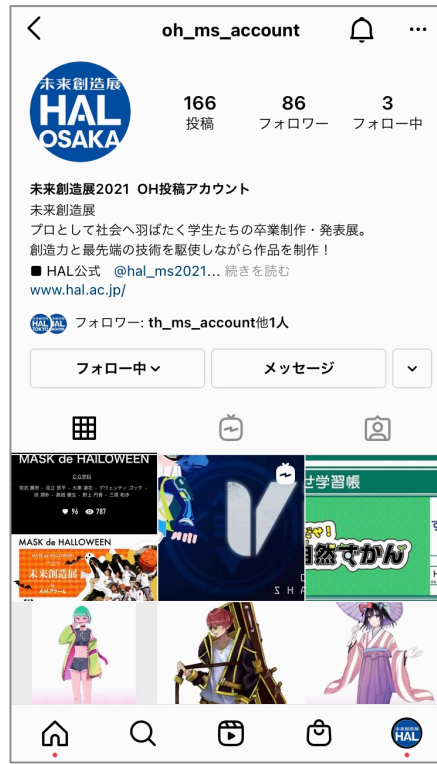 oh_ms_account
未来創造展
HAL
OSAKA
166
投稿
86
フォロワー
3
フォロー中
未来創造展2021 OH投稿アカウント
未来創造展
プロとして社会へ羽ばたく学生たちの卒業制作・発表展。
創造力と最先端の技術を駆使しながら作品を制作！
■ HAL公式 @hal_ms2021... 続きを読む
www.hal.ac.jp/
フォロワー: th_ms_account他1人
フォロー中
メッセージ
MASK de HAILOWEEN
96
787
MASK de HALLOWEEN
未来創造展
せ学習帳
自然ずかん
HAL